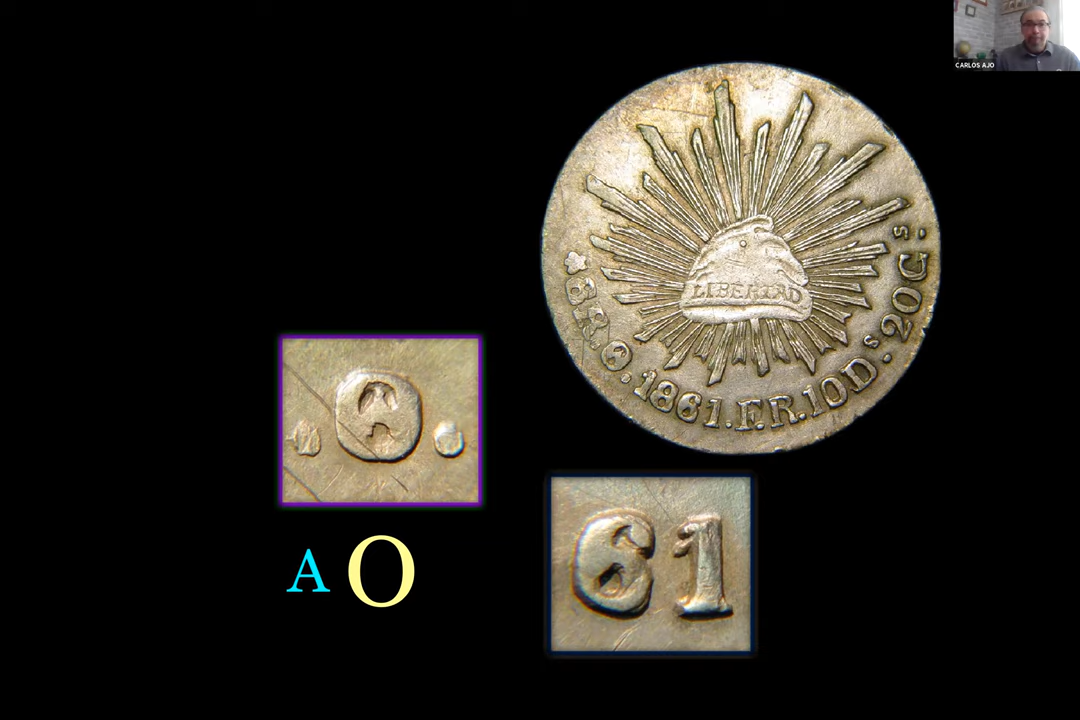 CARLOS AJO
LIBERTAD
8R. O. 1861. F.R. 10Ds. 20Gs.
. O .
A O
61